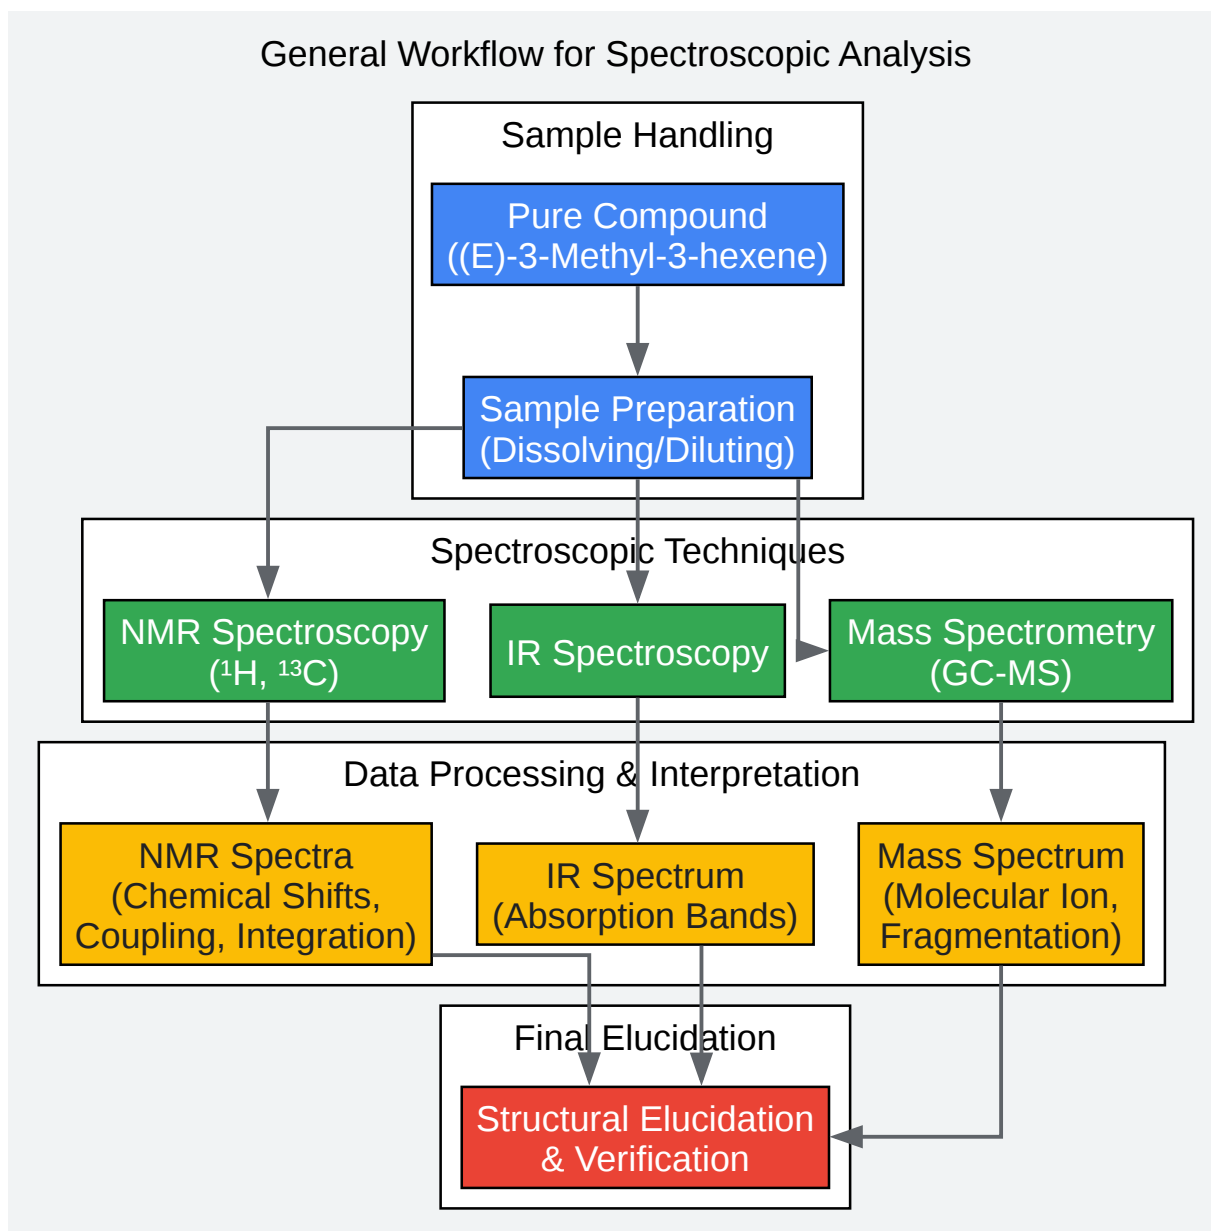 General Workflow for Spectroscopic Analysis
Sample Handling
Pure Compound
((E)-3-Methyl-3-hexene)
Sample Preparation
(Dissolving/Diluting)
Spectroscopic Techniques
NMR Spectroscopy
(¹H, ¹³C)
IR Spectroscopy
Mass Spectrometry
(GC-MS)
Data Processing & Interpretation
NMR Spectra
(Chemical Shifts,
Coupling, Integration)
IR Spectrum
(Absorption Bands)
Mass Spectrum
(Molecular Ion,
Fragmentation)
Final Elucidation
Structural Elucidation
& Verification